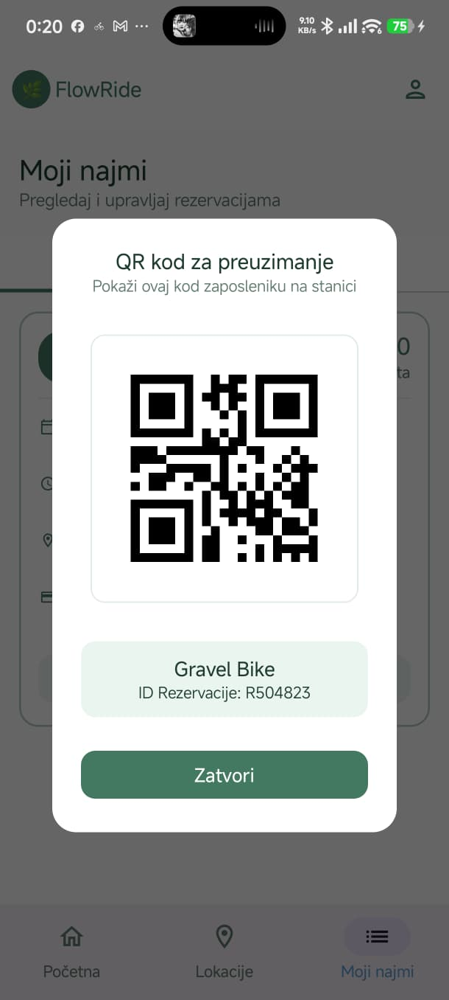 0:20
9.10
KB/s
6
75
FlowRide
Moji najmi
Pregledaj i upravljaj rezervacijama
QR kod za preuzimanje
Pokaži ovaj kod zaposleniku na stanici
0
ta
Gravel Bike
ID Rezervacije: R504823
Zatvori
Početna
Lokacije
Moji najmi